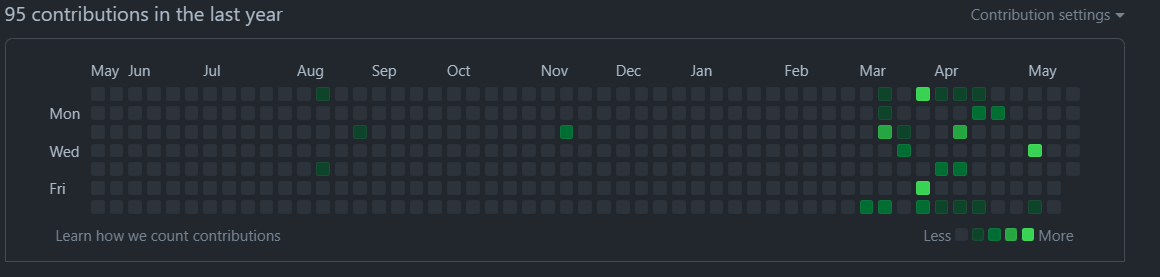 95 contributions in the last year
Contribution settings
May Jun Jul Aug Sep Oct Nov Dec Jan Feb Mar Apr May
Mon
Wed
Fri
Learn how we count contributions
Less More